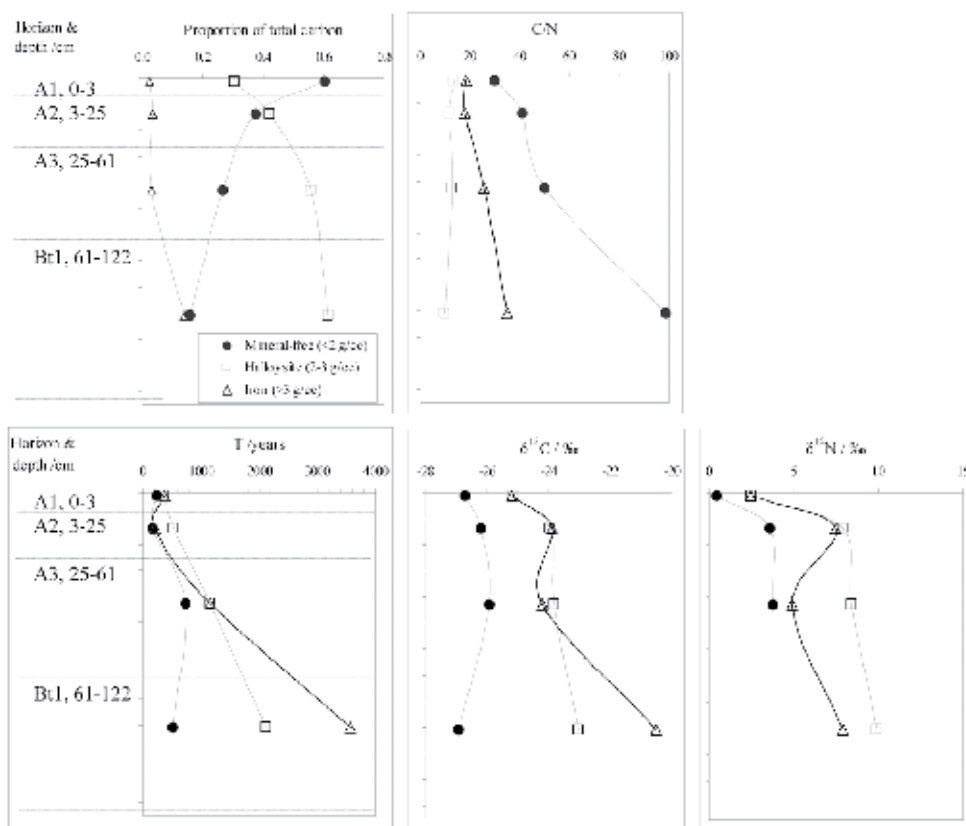 Horizon &
depth /cm
Proportion of total carbon
0.0 0.2 0.4 0.6 0.8
A1, 0-3
A2, 3-25
A3, 25-61
Bt1, 61-122
Mineral-free (<2 g/cc)
Halloysite (2-3 g/cc)
Iron (>3 g/cc)
C/N
0 20 40 60 80 100
Horizon &
depth /cm
T /years
0 1000 2000 3000 4000
A1, 0-3
A2, 3-25
A3, 25-61
Bt1, 61-122
δ¹³C / ‰
-28 -26 -24 -22 -20
δ¹⁵N / ‰
0 5 10 15